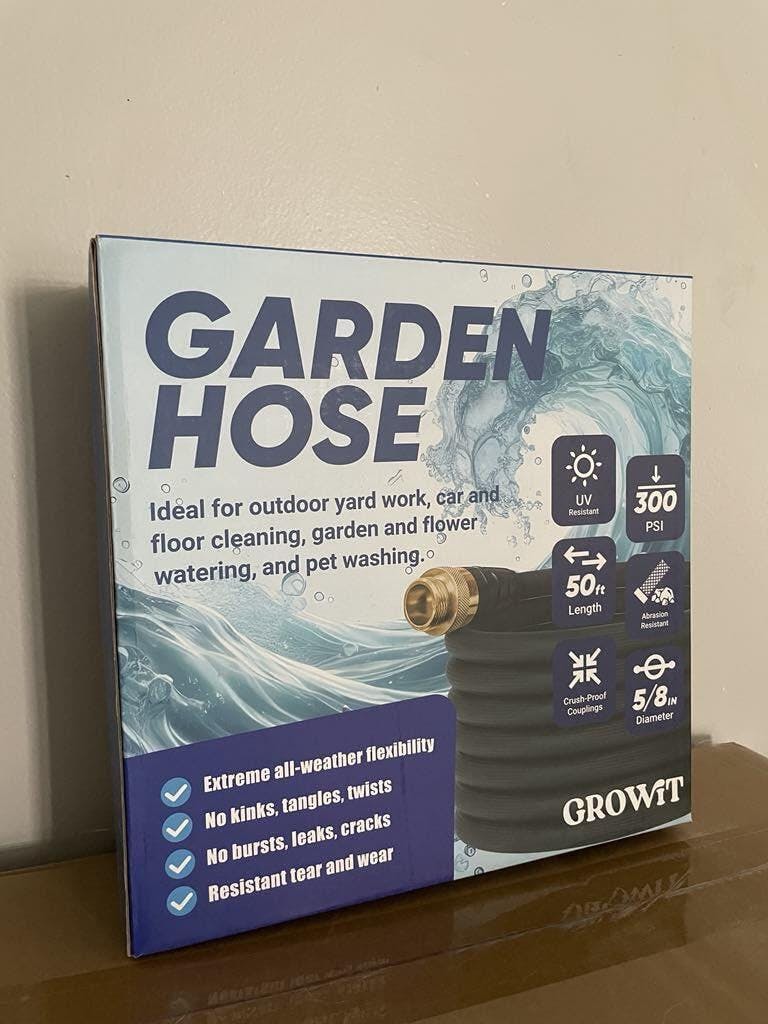 GARDEN
HOSE
Ideal for outdoor yard work, car and
floor cleaning, garden and flower
watering, and pet washing.
UV
Resistant
300
PSI
50ft
Length
Abrasion
Resistant
Crush-Proof
Couplings
5/8IN
Diameter
Extreme all-weather flexibility
No kinks, tangles, twists
No bursts, leaks, cracks
Resistant tear and wear
GROWiT